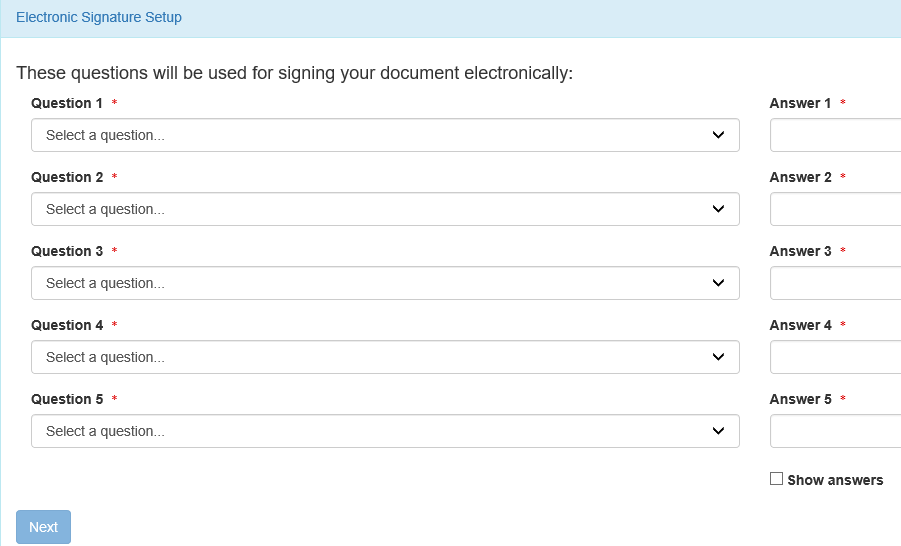 Electronic Signature Setup
These questions will be used for signing your document electronically:
Question 1 * Answer 1 *
Select a question...
Question 2 * Answer 2 *
Select a question...
Question 3 * Answer 3 *
Select a question...
Question 4 * Answer 4 *
Select a question...
Question 5 * Answer 5 *
Select a question...
Show answers
Next